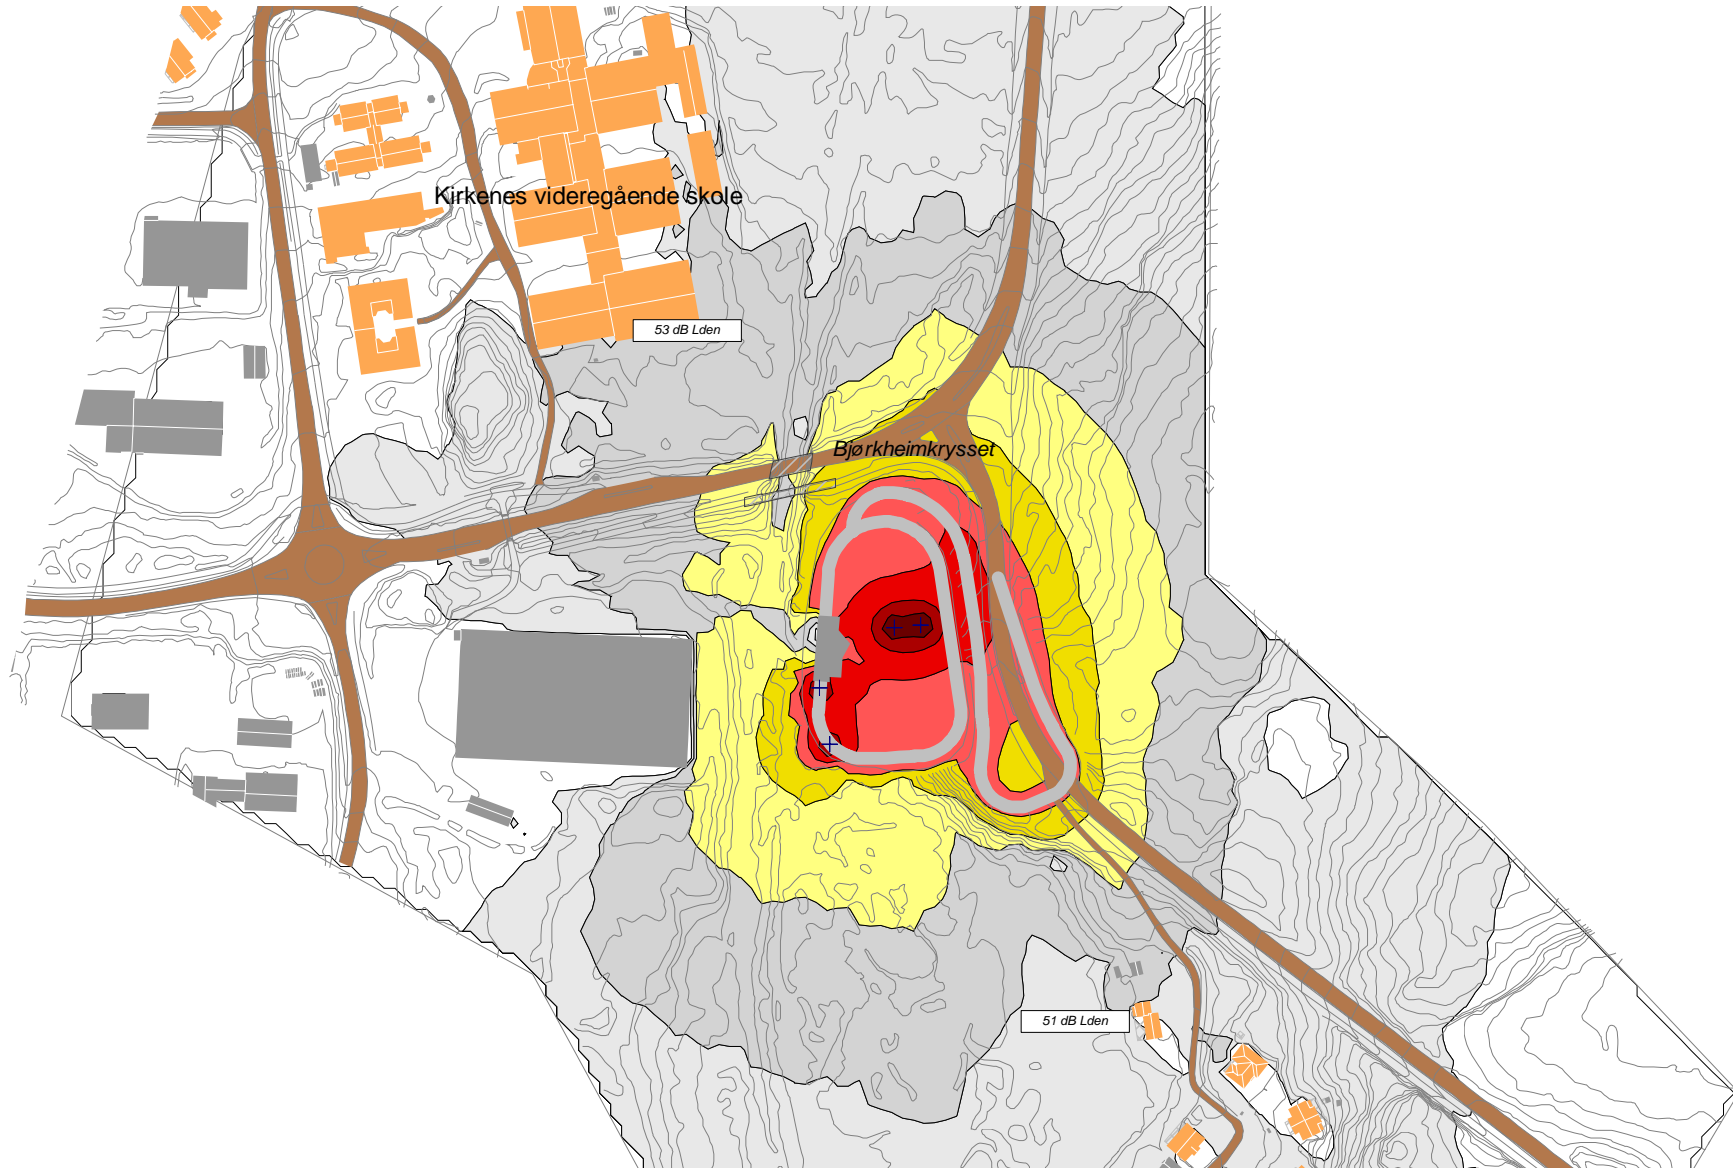 Kirkenes videregående skole
53 dB Lden
Bjørkheimkrysset
51 dB Lden